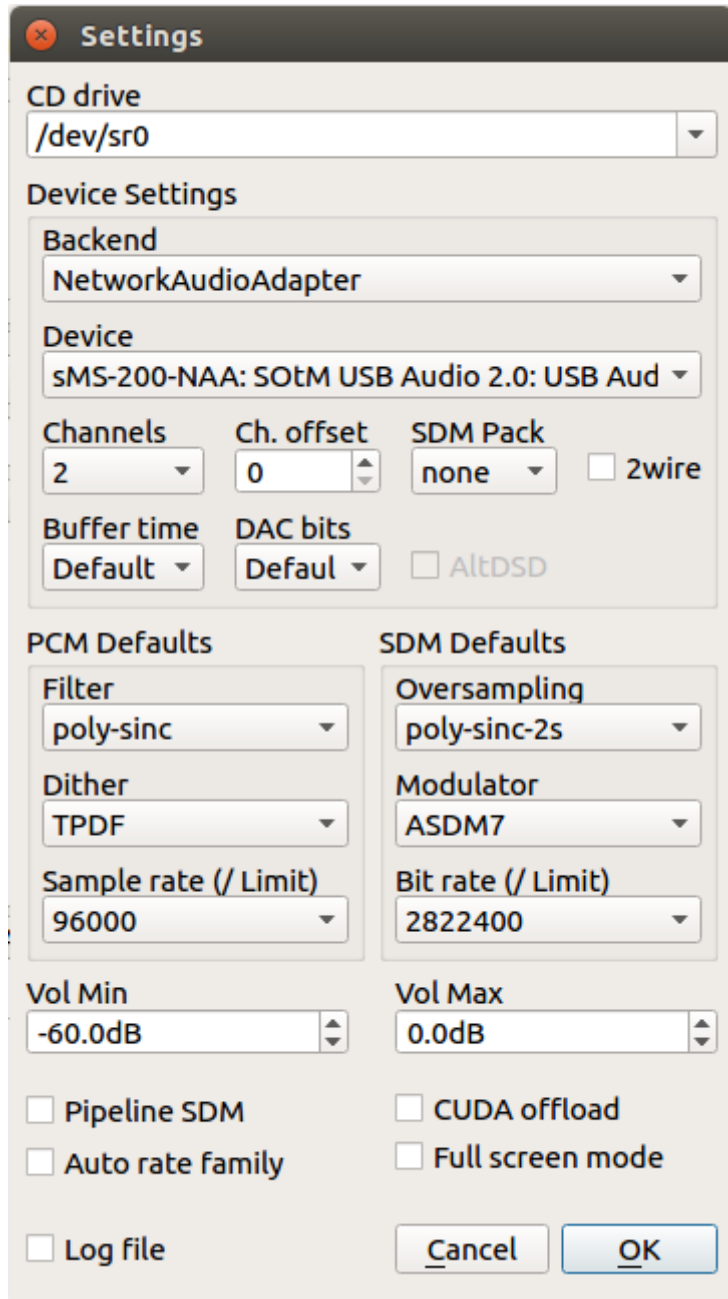 Settings
CD drive
/dev/sr0
Device Settings
Backend
NetworkAudioAdapter
Device
sMS-200-NAA: SOtM USB Audio 2.0: USB Aud
Channels Ch. offset SDM Pack
2 0 none 2wire
Buffer time DAC bits
Default Defaul AltDSD
PCM Defaults SDM Defaults
Filter Oversampling
poly-sinc poly-sinc-2s
Dither Modulator
TPDF ASDM7
Sample rate (/ Limit) Bit rate (/ Limit)
96000 2822400
Vol Min Vol Max
-60.0dB 0.0dB
Pipeline SDM CUDA offload
Auto rate family Full screen mode
Log file Cancel OK